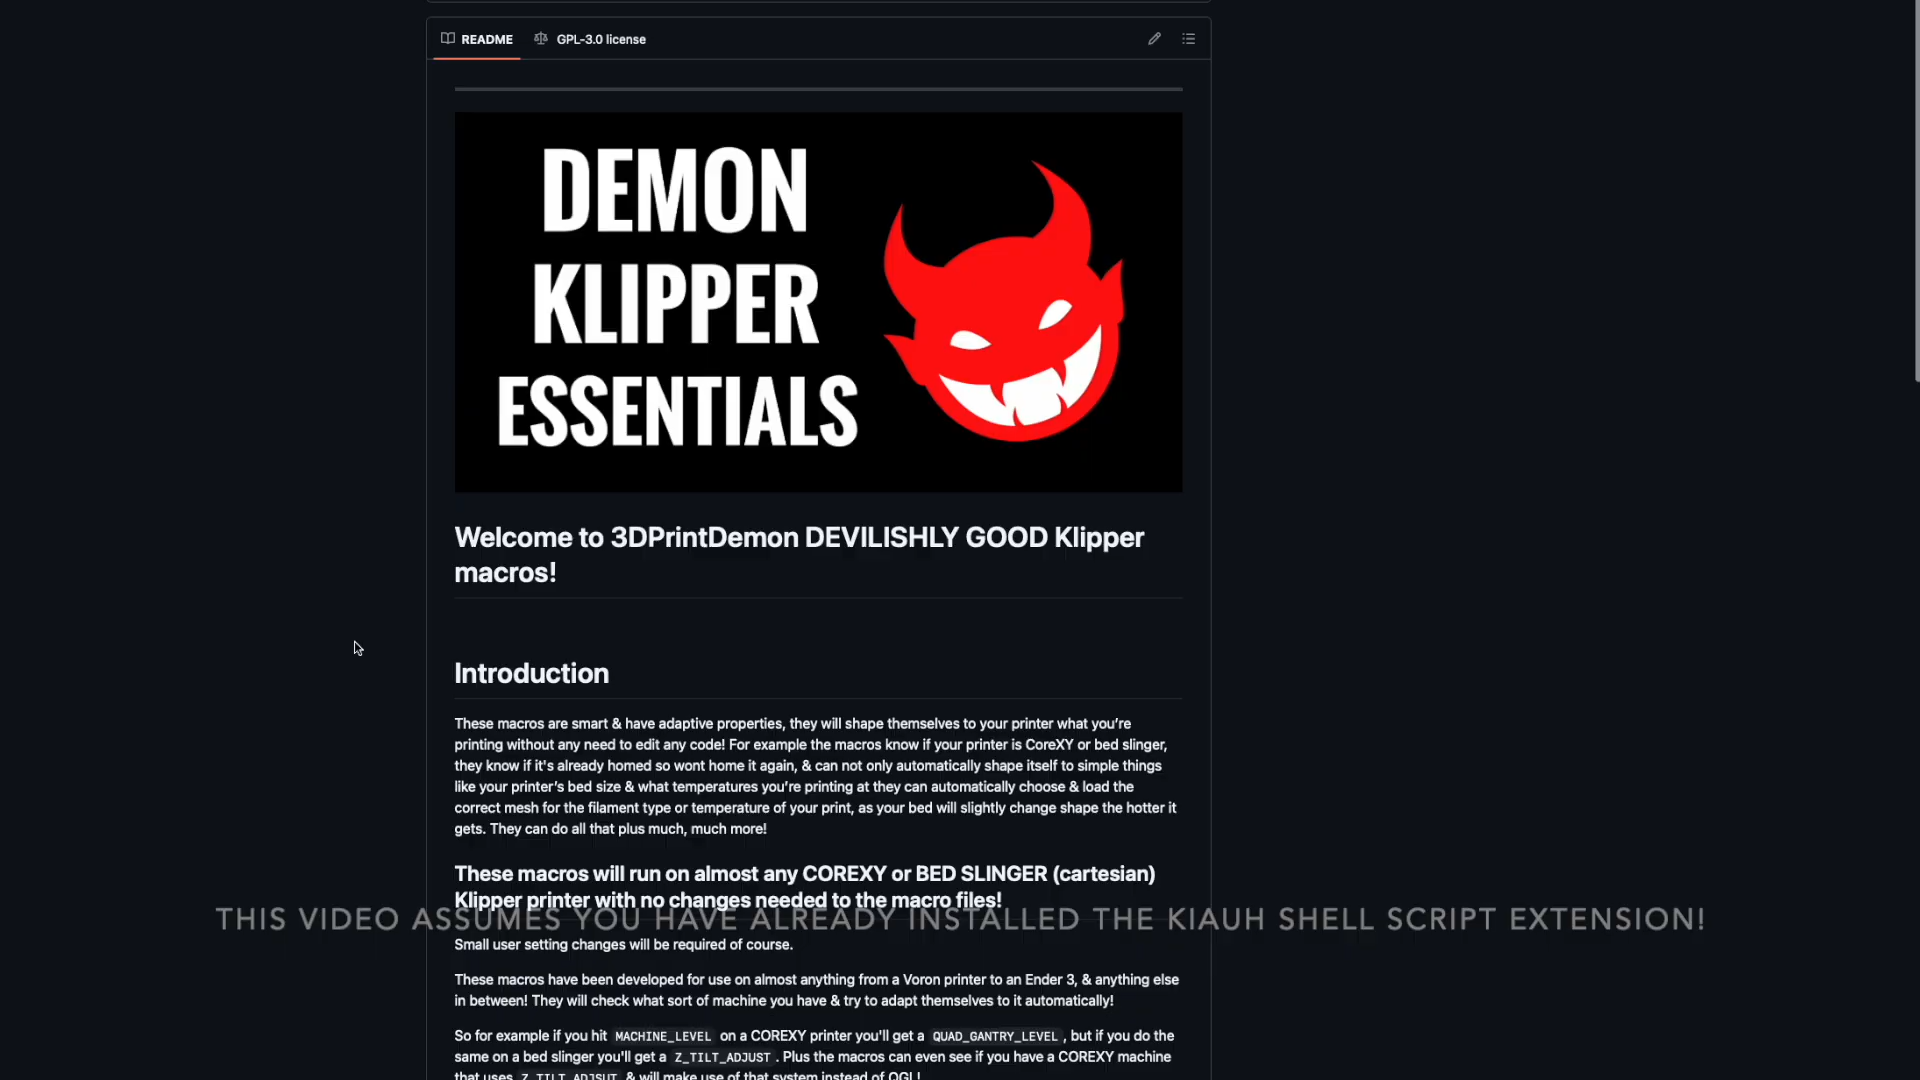 README
GPL-3.0 license
DEMON
KLIPPER
ESSENTIALS
Welcome to 3DPrintDemon DEVILISHLY GOOD Klipper
macros!
Introduction
These macros are smart & have adaptive properties, they will shape themselves to your printer what you’re
printing without any need to edit any code! For example the macros know if your printer is CoreXY or bed slinger,
they know if it's already homed so wont home it again, & can not only automatically shape itself to simple things
like your printer’s bed size & what temperatures you’re printing at they can automatically choose & load the
correct mesh for the filament type or temperature of your print, as your bed will slightly change shape the hotter it
gets. They can do all that plus much, much more!
These macros will run on almost any COREXY or BED SLINGER (cartesian)
Klipper printer with no changes needed to the macro files!
THIS VIDEO ASSUMES YOU HAVE ALREADY INSTALLED THE KIAUH SHELL SCRIPT EXTENSION!
Small user setting changes will be required of course.
These macros have been developed for use on almost anything from a Voron printer to an Ender 3, & anything else
in between! They will check what sort of machine you have & try to adapt themselves to it automatically!
So for example if you hit MACHINE_LEVEL on a COREXY printer you'll get a QUAD_GANTRY_LEVEL , but if you do the
same on a bed slinger you'll get a Z_TILT_ADJUST . Plus the macros can even see if you have a COREXY machine
that uses Z_TILT_ADJSUT & will make use of that system instead of QGL!